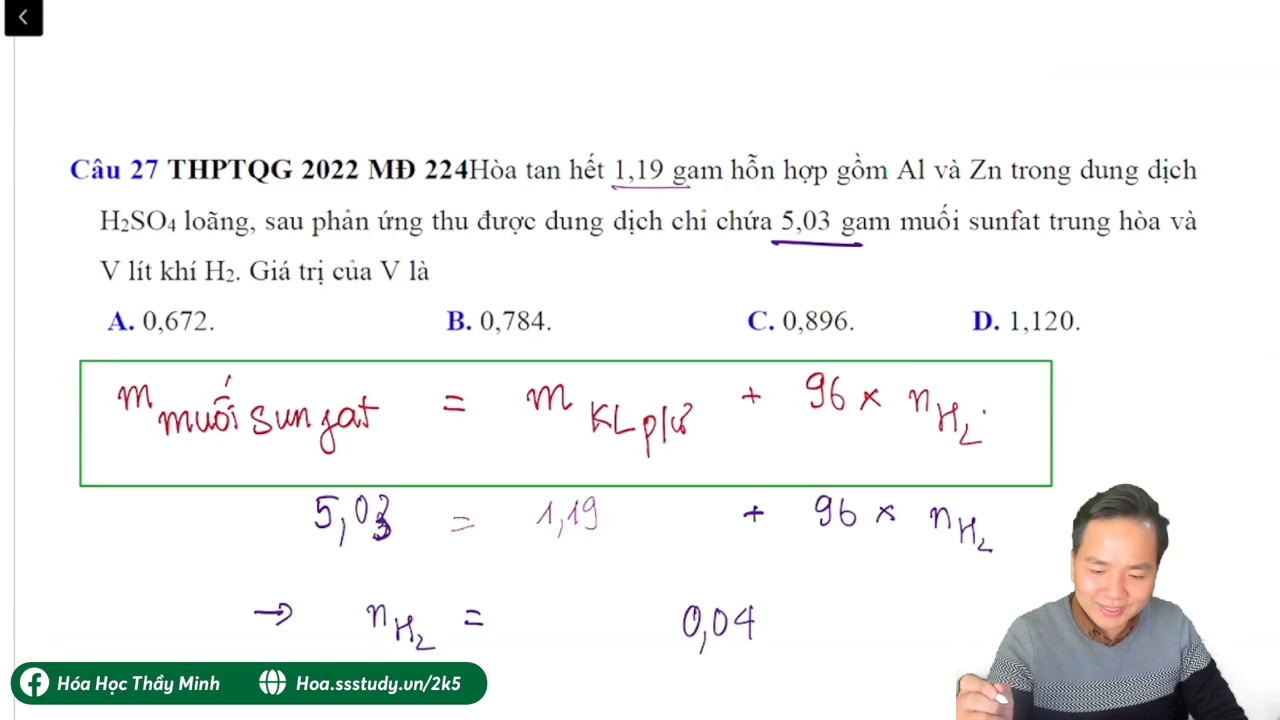 Câu 27 THPTQG 2022 MĐ 224Hòa tan hết 1,19 gam hỗn hợp gồm Al và Zn trong dung dịch
H₂SO₄ loãng, sau phản ứng thu được dung dịch chỉ chứa 5,03 gam muối sunfat trung hòa và
V lít khí H₂. Giá trị của V là
A. 0,672. B. 0,784. C. 0,896. D. 1,120.
m muối sunfat = m KL p/ứ + 96 × n H₂
5,03 = 1,19 + 96 × n H₂
→ n H₂ = 0,04
Hóa Học Thầy Minh Hoa.ssstudy.vn/2k5